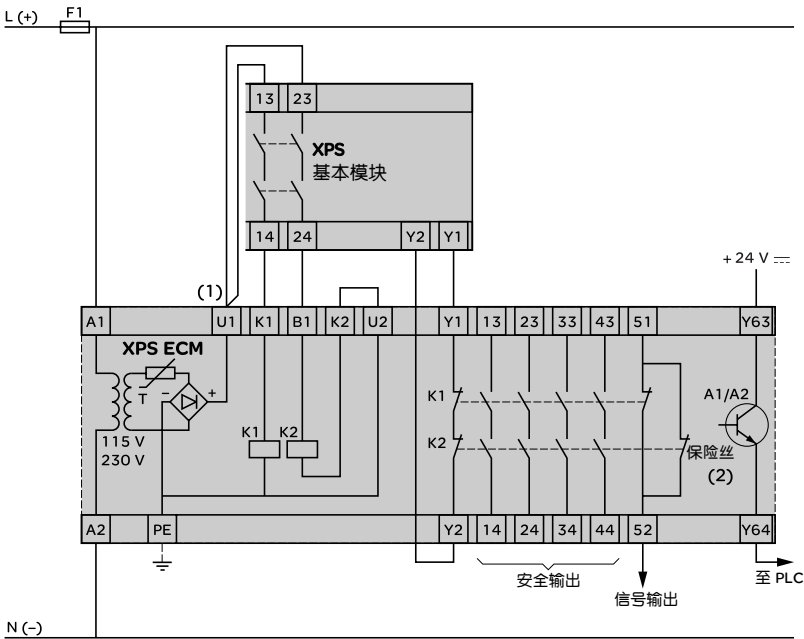 L (+) F1
13 23
XPS
基本模块
14 24 Y2 Y1
+ 24 V
(1)
A1 U1 K1 B1 K2 U2 Y1 13 23 33 43 51 Y63
XPS ECM
T − +
K1
A1/A2
K1 K2
K2
115 V
230 V
保险丝
(2)
A2 PE Y2 14 24 34 44 52 Y64
安全输出
至 PLC
信号输出
N (−)